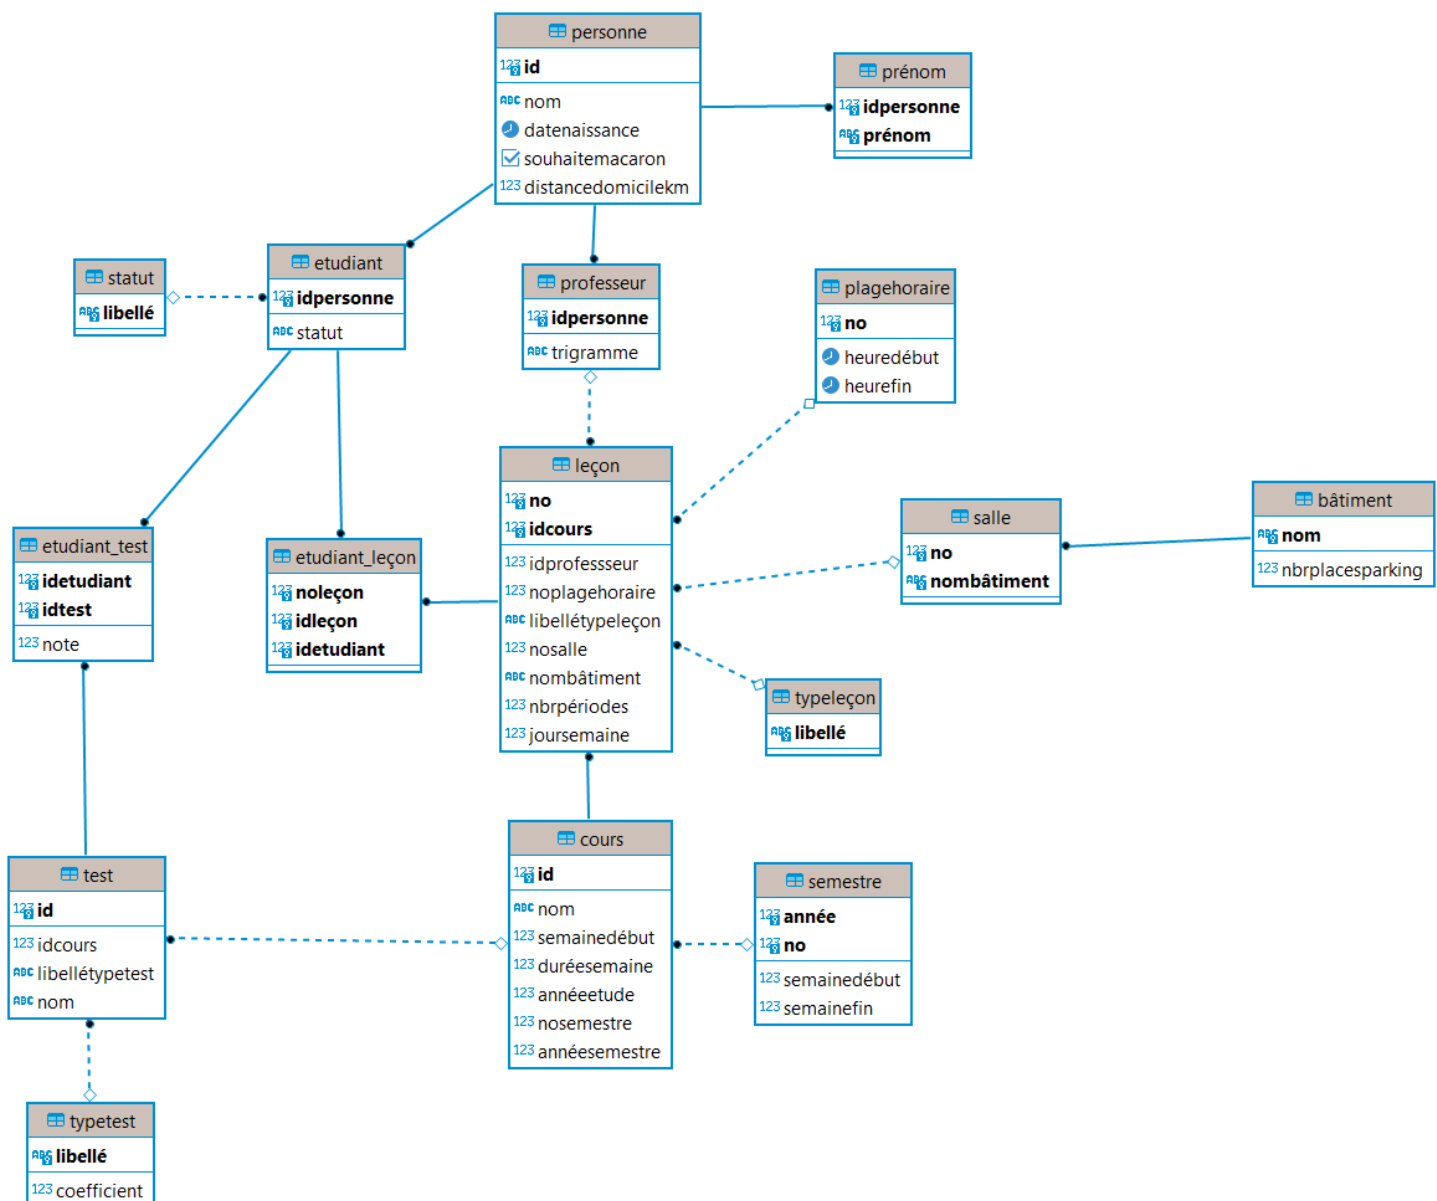 personne
id
nom
datenaissance
souhaitemacaron
distancedomicilekm
prénom
idpersonne
prénom
statut
libellé
etudiant
idpersonne
statut
professeur
idpersonne
trigramme
plagehoraire
no
heuredébut
heurefin
leçon
no
idcours
idprofessseur
noplagehoraire
libellétypeleçon
nosalle
nombâtiment
nbrpériodes
joursemaine
salle
no
nombâtiment
bâtiment
nom
nbrplacesparking
etudiant_test
idetudiant
idtest
note
etudiant_leçon
noleçon
idleçon
idetudiant
typeleçon
libellé
test
id
idcours
libellétypetest
nom
cours
id
nom
semainedébut
duréesemaine
annéeetude
nosemestre
annéesemestre
semestre
année
no
semainedébut
semainefin
typetest
libellé
coefficient